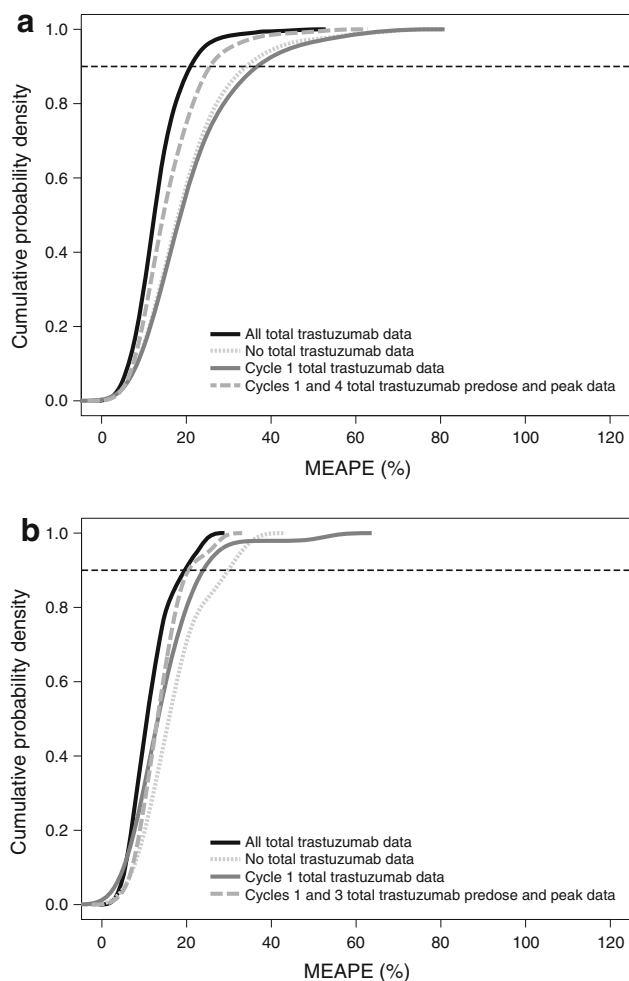 a
1.0
0.8
0.6
0.4
0.2
0.0
Cumulative probability density
All total trastuzumab data
No total trastuzumab data
Cycle 1 total trastuzumab data
Cycles 1 and 4 total trastuzumab predose and peak data
0 20 40 60 80 100 120
MEAPE (%)
b
1.0
0.8
0.6
0.4
0.2
0.0
Cumulative probability density
All total trastuzumab data
No total trastuzumab data
Cycle 1 total trastuzumab data
Cycles 1 and 3 total trastuzumab predose and peak data
0 20 40 60 80 100 120
MEAPE (%)